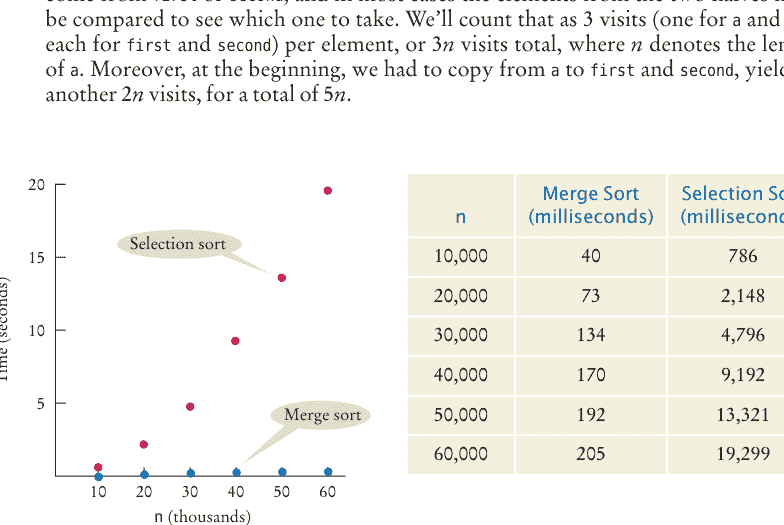 be compared to see which one to take. We'll count that as 3 visits (one for a and
each for first and second) per element, or 3n visits total, where n denotes the
of a. Moreover, at the beginning, we had to copy from a to first and second,
another 2n visits, for a total of 5n.
20
15
10
5
Time (seconds)
Selection sort
Merge sort
10 20 30 40 50 60
n (thousands)
n Merge Sort (milliseconds) Selection
10,000 40 786
20,000 73 2,148
30,000 134 4,796
40,000 170 9,192
50,000 192 13,321
60,000 205 19,299